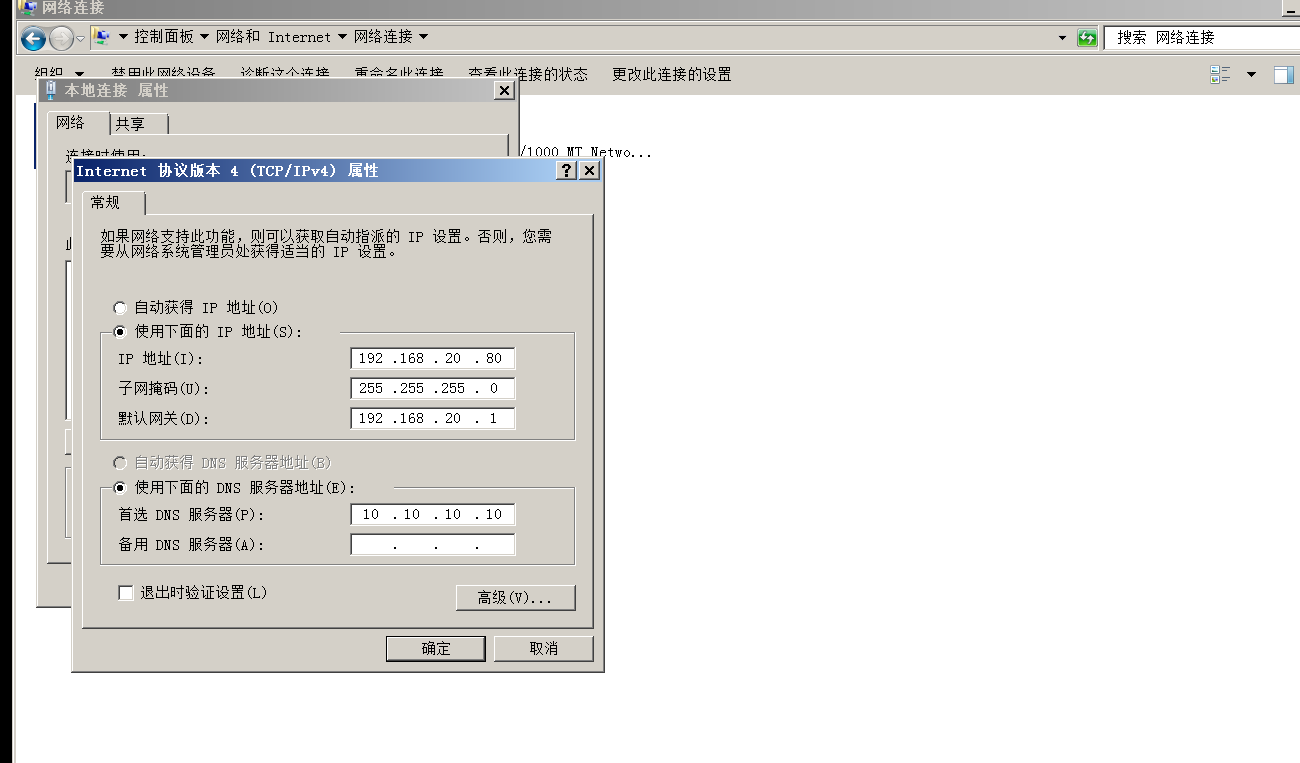 网络连接
控制面板 网络和 Internet 网络连接
搜索 网络连接
组织 禁用此网络设备 诊断这个连接 重命名此连接 查看此连接的状态 更改此连接的设置
本地连接 属性
网络 共享
连接时使用:
/1000 MT Netwo...
Internet 协议版本 4 (TCP/IPv4) 属性
常规
如果网络支持此功能，则可以获取自动指派的 IP 设置。否则，您需
要从网络系统管理员处获得适当的 IP 设置。
自动获得 IP 地址(O)
使用下面的 IP 地址(S):
IP 地址(I): 192 .168 . 20 . 80
子网掩码(U): 255 .255 .255 . 0
默认网关(D): 192 .168 . 20 . 1
自动获得 DNS 服务器地址(B)
使用下面的 DNS 服务器地址(E):
首选 DNS 服务器(P): 10 . 10 . 10 . 10
备用 DNS 服务器(A): . . .
退出时验证设置(L)
高级(V)...
确定 取消